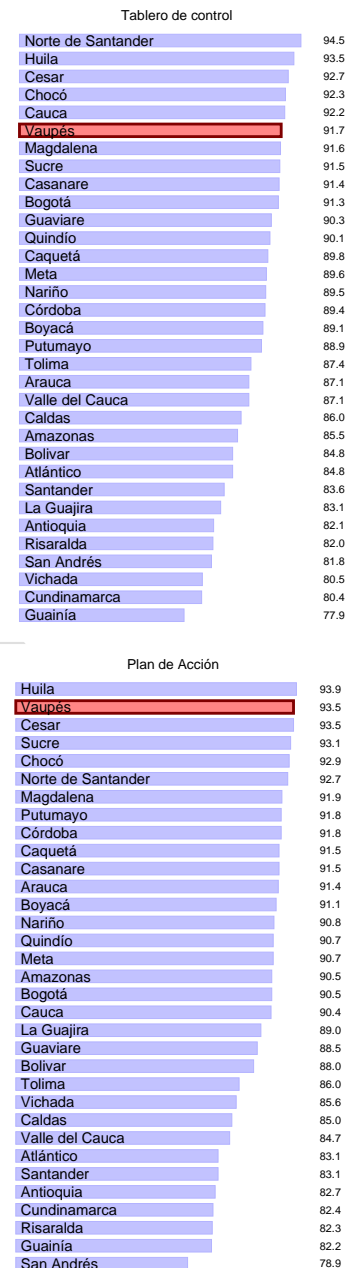 Tablero de control
Norte de Santander 94.5
Huila 93.5
Cesar 92.7
Chocó 92.3
Cauca 92.2
Vaupés 91.7
Magdalena 91.6
Sucre 91.5
Casanare 91.4
Bogotá 91.3
Guaviare 90.3
Quindío 90.1
Caquetá 89.8
Meta 89.6
Nariño 89.5
Córdoba 89.4
Boyacá 89.1
Putumayo 88.9
Tolima 87.4
Arauca 87.1
Valle del Cauca 87.1
Caldas 86.0
Amazonas 85.5
Bolivar 84.8
Atlántico 84.8
Santander 83.6
La Guajira 83.1
Antioquia 82.1
Risaralda 82.0
San Andrés 81.8
Vichada 80.5
Cundinamarca 80.4
Guainía 77.9
Plan de Acción
Huila 93.9
Vaupés 93.5
Cesar 93.5
Sucre 93.1
Chocó 92.9
Norte de Santander 92.7
Magdalena 91.9
Putumayo 91.8
Córdoba 91.8
Caquetá 91.5
Casanare 91.5
Arauca 91.4
Boyacá 91.1
Nariño 90.8
Quindío 90.7
Meta 90.7
Amazonas 90.5
Bogotá 90.5
Cauca 90.4
La Guajira 89.0
Guaviare 88.5
Bolivar 88.0
Tolima 86.0
Vichada 85.6
Caldas 85.0
Valle del Cauca 84.7
Atlántico 83.1
Santander 83.1
Antioquia 82.7
Cundinamarca 82.4
Risaralda 82.3
Guainía 82.2
San Andrés 78.9